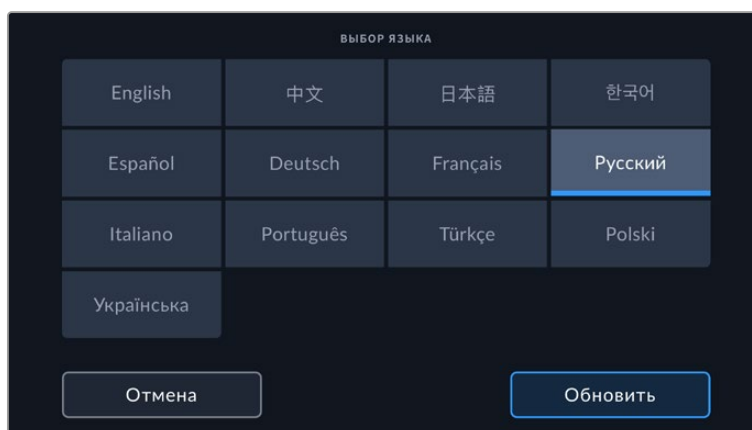 ВЫБОР ЯЗЫКА
English 中文 日本語 한국어
Español Deutsch Français Русский
Italiano Português Türkçe Polski
Українська
Отмена Обновить